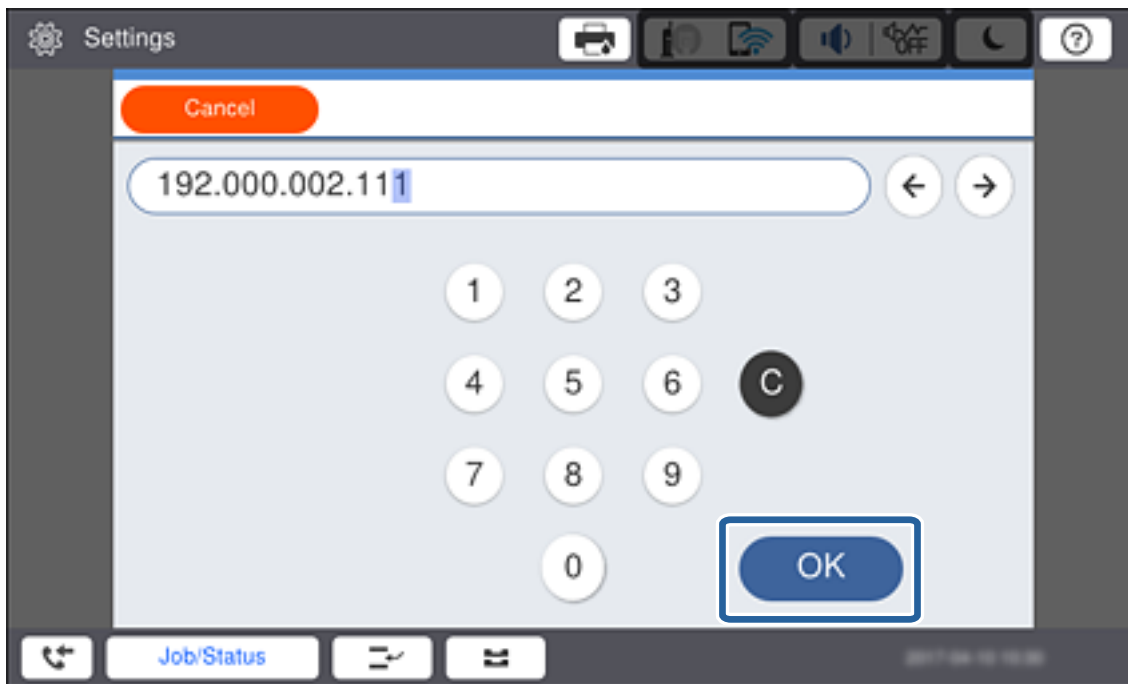 Settings
OFF
?
Cancel
192.000.002.111
1 2 3
4 5 6 C
7 8 9
0 OK
Job/Status